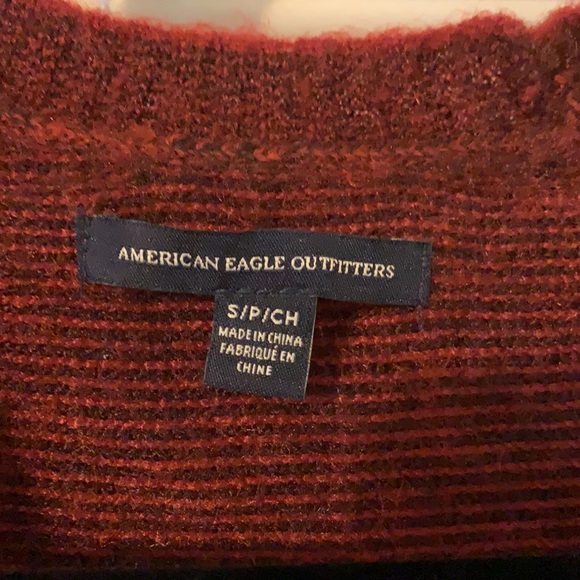 AMERICAN EAGLE OUTFITTERS
S/P/CH
MADE IN CHINA
FABRIQUÉ EN
CHINE